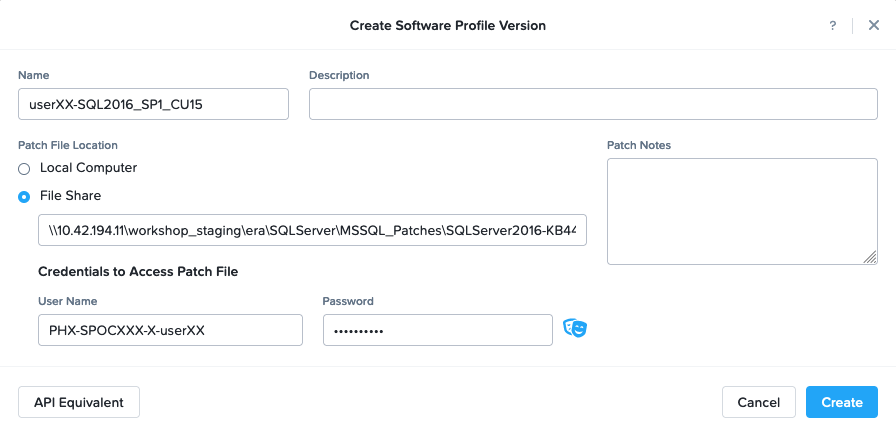 Create Software Profile Version
?
Name
Description
userXX-SQL2016_SP1_CU15
Patch File Location
Patch Notes
Local Computer
File Share
\\10.42.194.11\workshop_staging\era\SQLServer\MSSQL_Patches\SQLServer2016-KB44
Credentials to Access Patch File
User Name
Password
PHX-SPOCXXX-X-userXX
••••••••••
API Equivalent
Cancel
Create